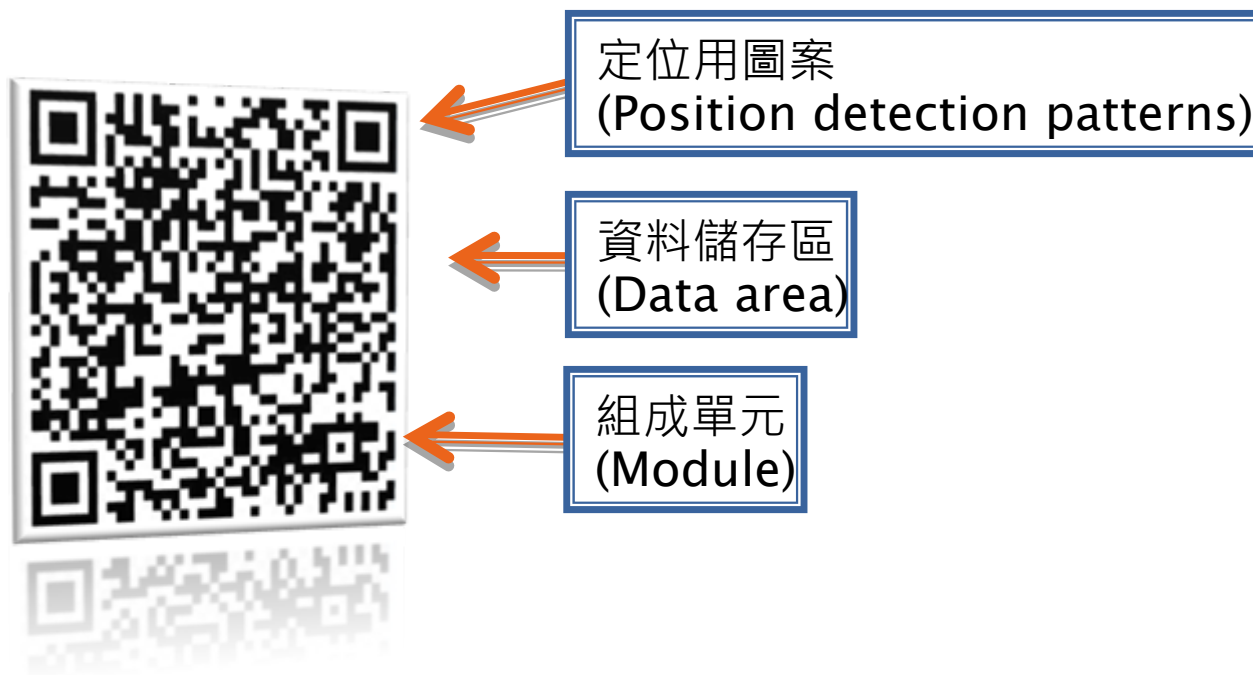 定位用圖案
(Position detection patterns)
資料儲存區
(Data area)
組成單元
(Module)